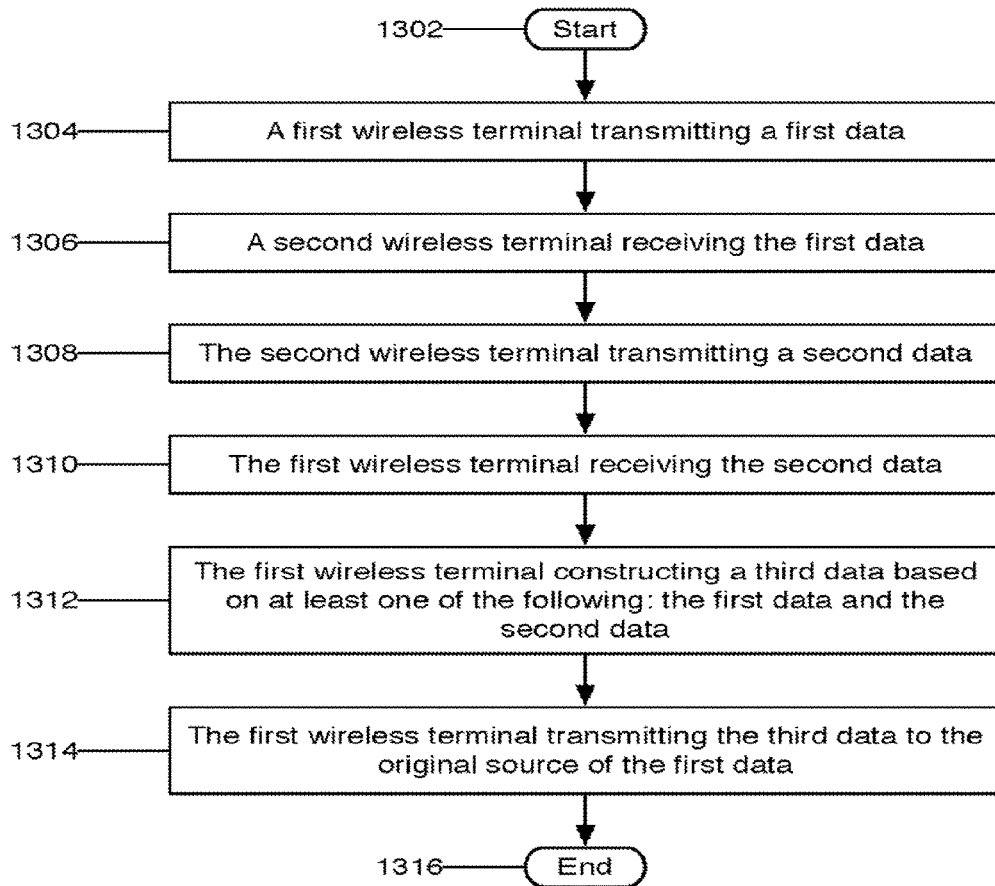 1302 Start
1304 A first wireless terminal transmitting a first data
1306 A second wireless terminal receiving the first data
1308 The second wireless terminal transmitting a second data
1310 The first wireless terminal receiving the second data
The first wireless terminal constructing a third data based
1312 on at least one of the following: the first data and the
second data
The first wireless terminal transmitting the third data to the
1314 original source of the first data
1316 End